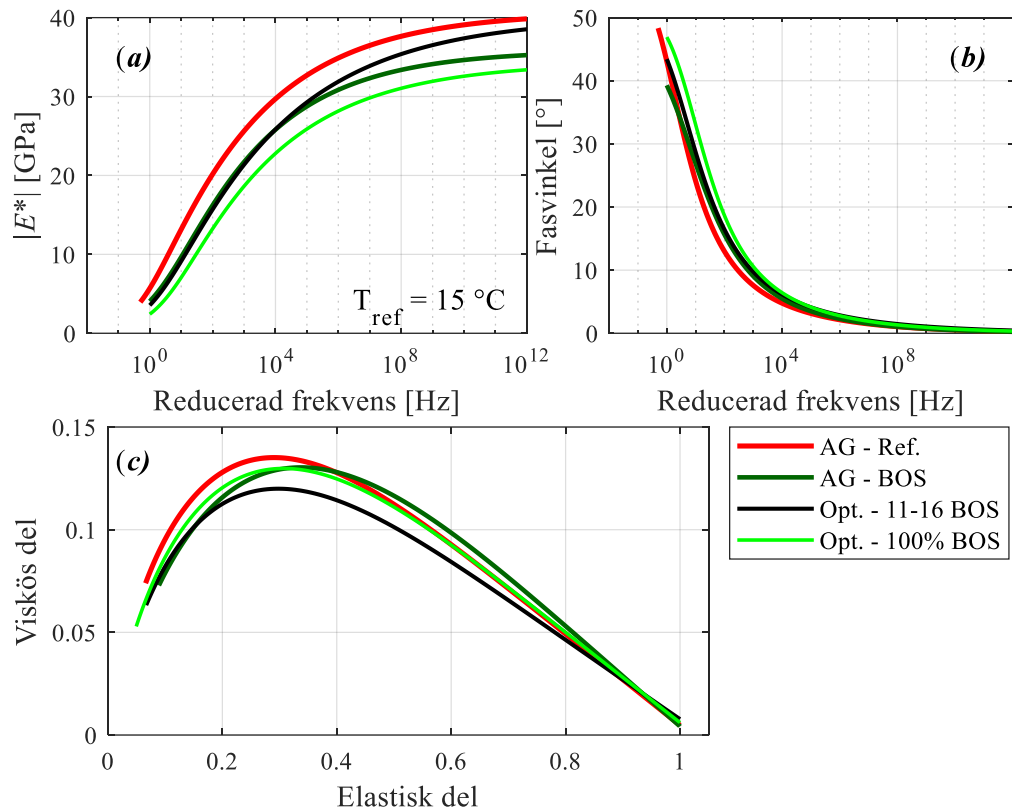 (a)
|E*| [GPa]
40
30
20
10
0
T_ref = 15 °C
10^0
10^4
10^8
10^12
Reducerad frekvens [Hz]
(b)
Fasvinkel [°]
50
40
30
20
10
0
10^0
10^4
10^8
Reducerad frekvens [Hz]
(c)
Viskös del
0.15
0.1
0.05
0
0
0.2
0.4
0.6
0.8
1
Elastisk del
AG - Ref.
AG - BOS
Opt. - 11-16 BOS
Opt. - 100% BOS